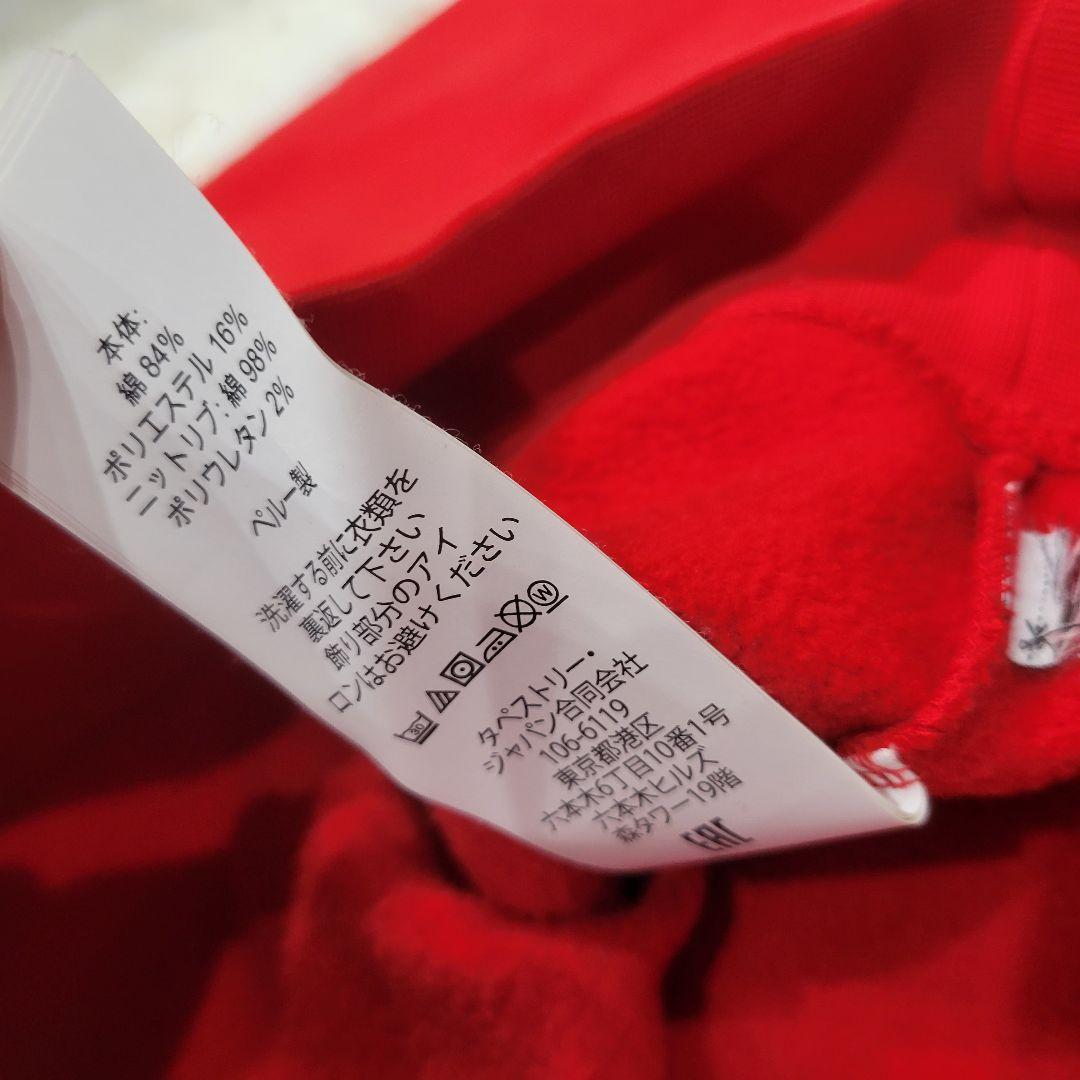 本体:
綿 84%
ポリエステル 16%
ニットリブ: 綿 98%
ポリウレタン 2%
ペルー製
洗濯する前に衣類を
裏返して下さい
飾り部分のアイ
ロンはお避けください
30
W
タペストリー・
ジャパン合同会社
106-6119
東京都港区
六本木6丁目10番1号
六本木ヒルズ
森タワー19階
EAC